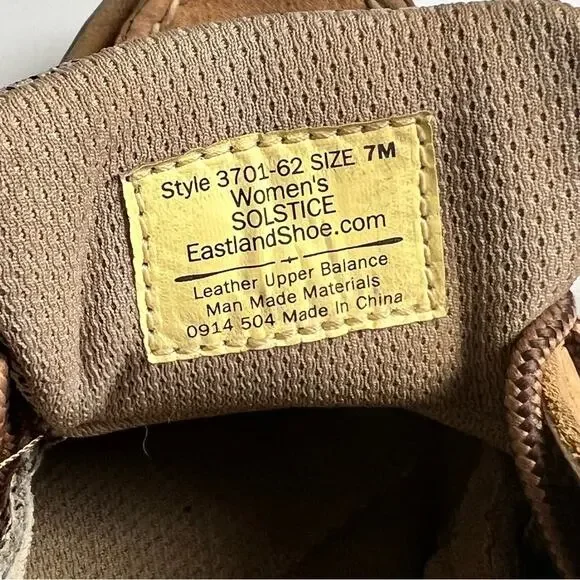 Style 3701-62 SIZE 7M
Women's
SOLSTICE
EastlandShoe.com
Leather Upper Balance
Man Made Materials
0914 504 Made In China